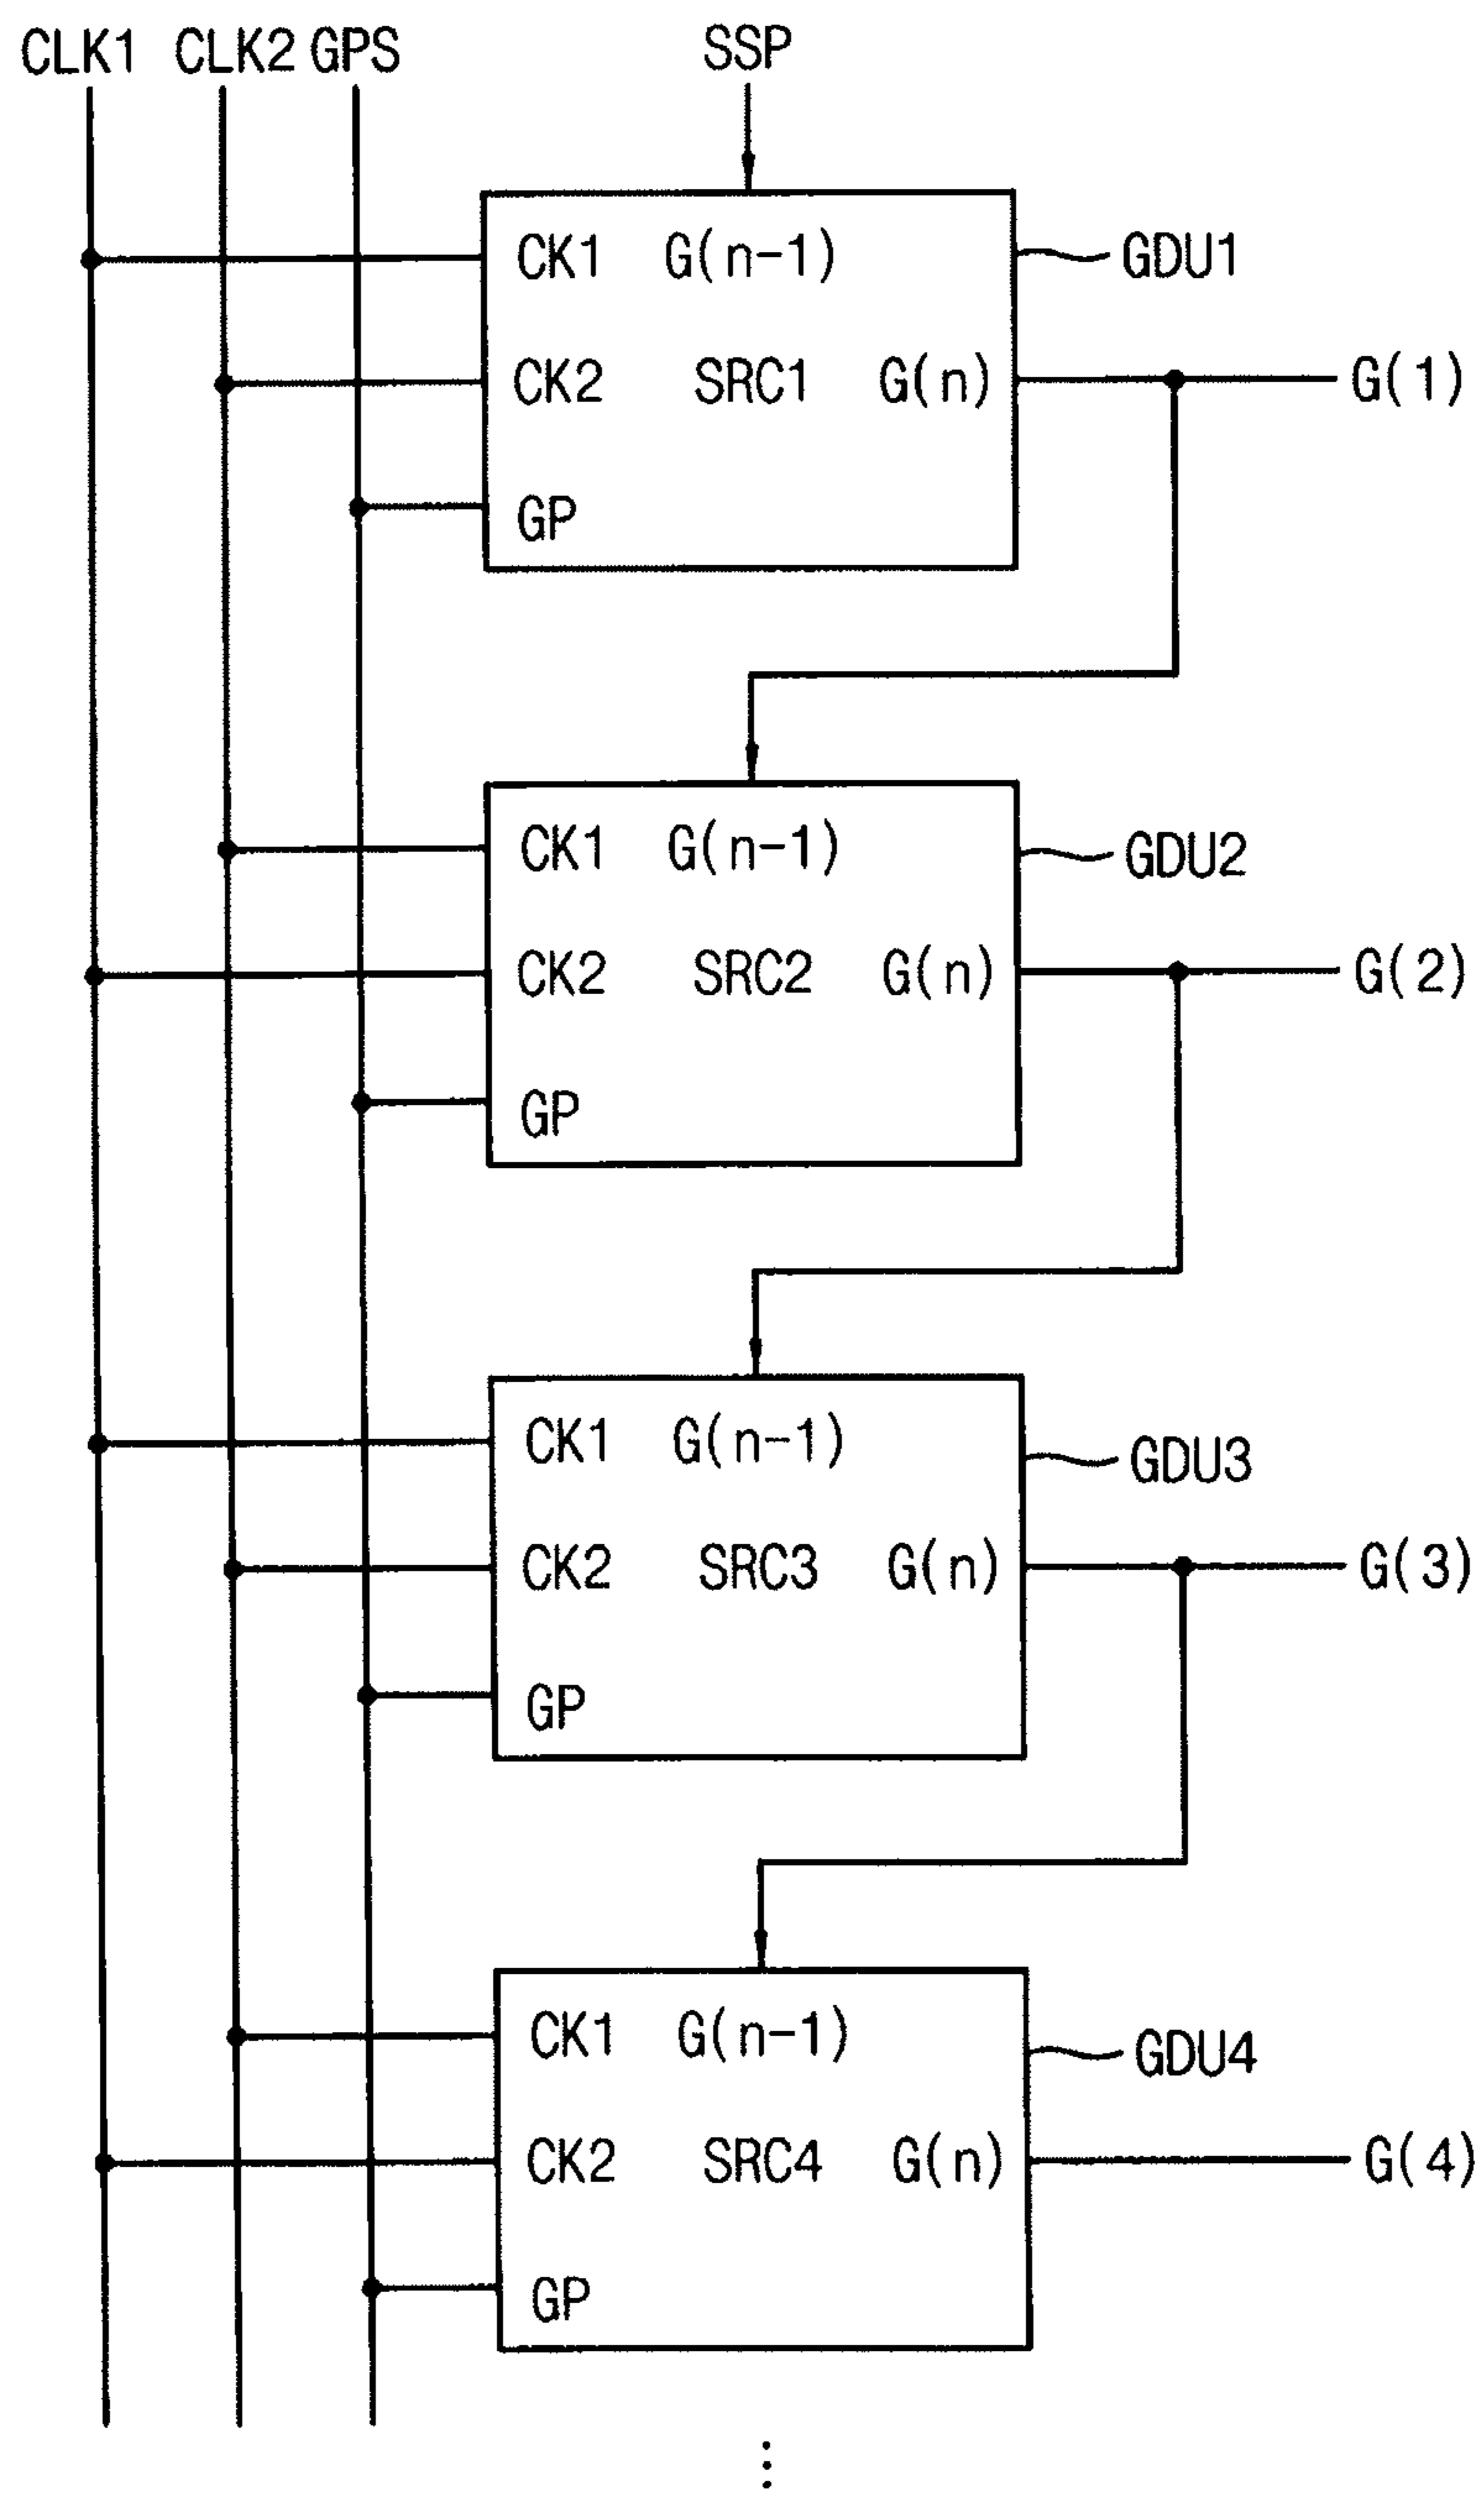 CLK1 CLK2 GPS SSP
CK1 G(n-1) GDU1
CK2 SRC1 G(n) G(1)
GP
CK1 G(n-1) GDU2
CK2 SRC2 G(n) G(2)
GP
CK1 G(n-1) GDU3
CK2 SRC3 G(n) G(3)
GP
CK1 G(n-1) GDU4
CK2 SRC4 G(n) G(4)
GP